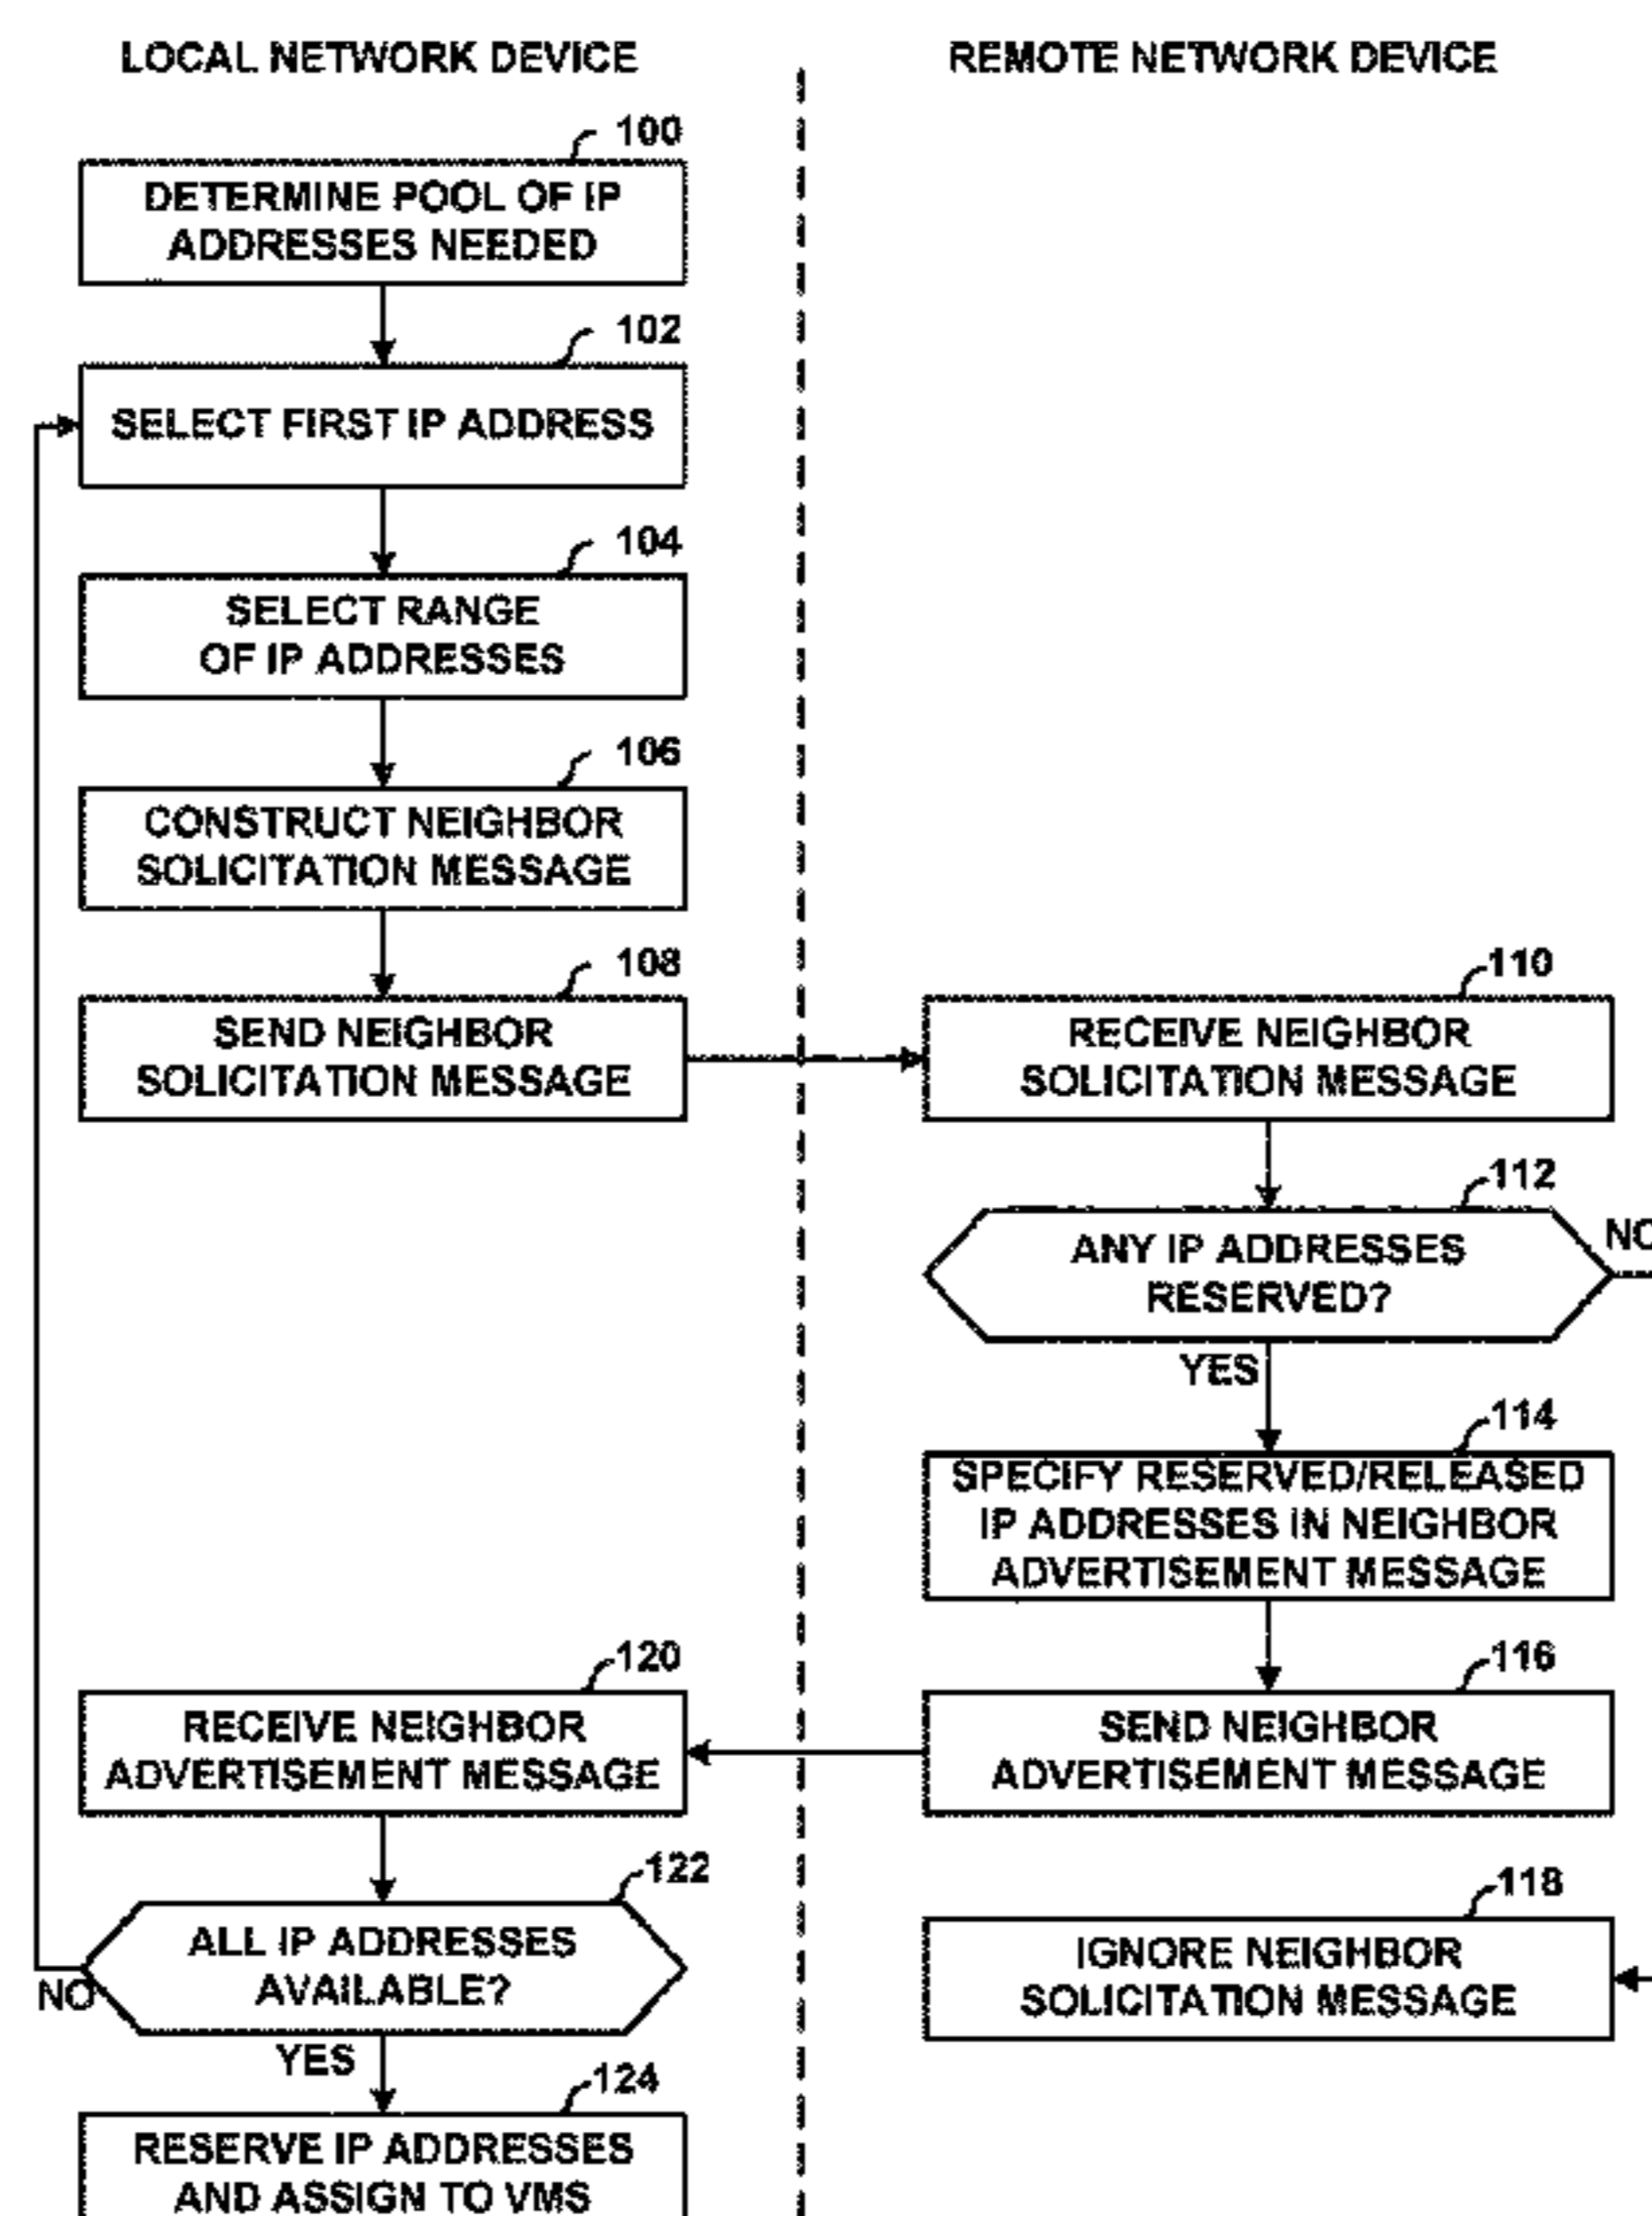 LOCAL NETWORK DEVICE
REMOTE NETWORK DEVICE
100
DETERMINE POOL OF IP
ADDRESSES NEEDED
102
SELECT FIRST IP ADDRESS
104
SELECT RANGE
OF IP ADDRESSES
106
CONSTRUCT NEIGHBOR
SOLICITATION MESSAGE
108
SEND NEIGHBOR
SOLICITATION MESSAGE
110
RECEIVE NEIGHBOR
SOLICITATION MESSAGE
112
ANY IP ADDRESSES
RESERVED?
NO
YES
114
SPECIFY RESERVED/RELEASED
IP ADDRESSES IN NEIGHBOR
ADVERTISEMENT MESSAGE
116
SEND NEIGHBOR
ADVERTISEMENT MESSAGE
118
IGNORE NEIGHBOR
SOLICITATION MESSAGE
120
RECEIVE NEIGHBOR
ADVERTISEMENT MESSAGE
122
ALL IP ADDRESSES
AVAILABLE?
NO
YES
124
RESERVE IP ADDRESSES
AND ASSIGN TO VMS